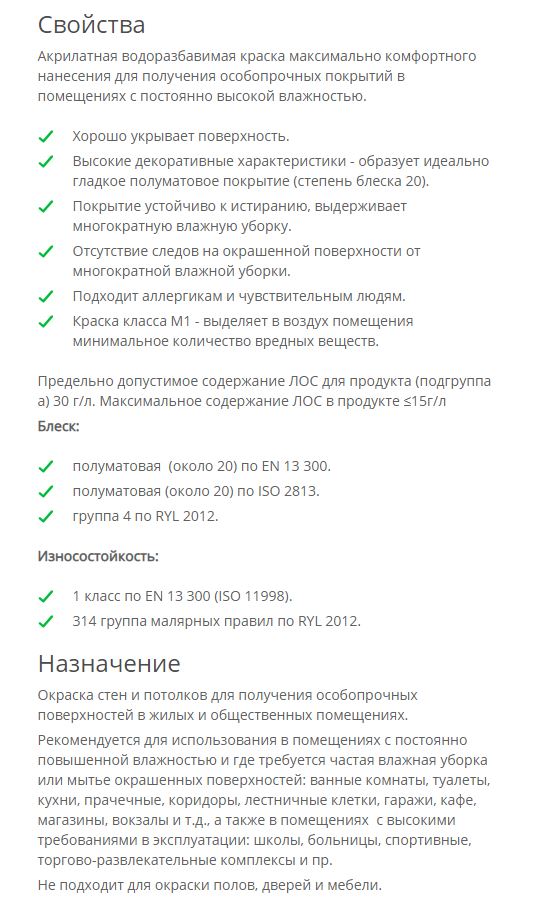 Свойства
Акрилатная водоразбавимая краска максимально комфортного
нанесения для получения особопрочных покрытий в
помещениях с постоянно высокой влажностью.
Хорошо укрывает поверхность.
Высокие декоративные характеристики - образует идеально
гладкое полуматовое покрытие (степень блеска 20).
Покрытие устойчиво к истиранию, выдерживает
многократную влажную уборку.
Отсутствие следов на окрашенной поверхности от
многократной влажной уборки.
Подходит аллергикам и чувствительным людям.
Краска класса М1 - выделяет в воздух помещения
минимальное количество вредных веществ.
Предельно допустимое содержание ЛОС для продукта (подгруппа
а) 30 г/л. Максимальное содержание ЛОС в продукте ≤15г/л
Блеск:
полуматовая  (около 20) по EN 13 300.
полуматовая (около 20) по ISO 2813.
группа 4 по RYL 2012.
Износостойкость:
1 класс по EN 13 300 (ISO 11998).
314 группа малярных правил по RYL 2012.
Назначение
Окраска стен и потолков для получения особопрочных
поверхностей в жилых и общественных помещениях.
Рекомендуется для использования в помещениях с постоянно
повышенной влажностью и где требуется частая влажная уборка
или мытье окрашенных поверхностей: ванные комнаты, туалеты,
кухни, прачечные, коридоры, лестничные клетки, гаражи, кафе,
магазины, вокзалы и т.д., а также в помещениях  с высокими
требованиями в эксплуатации: школы, больницы, спортивные,
торгово-развлекательные комплексы и пр.
Не подходит для окраски полов, дверей и мебели.